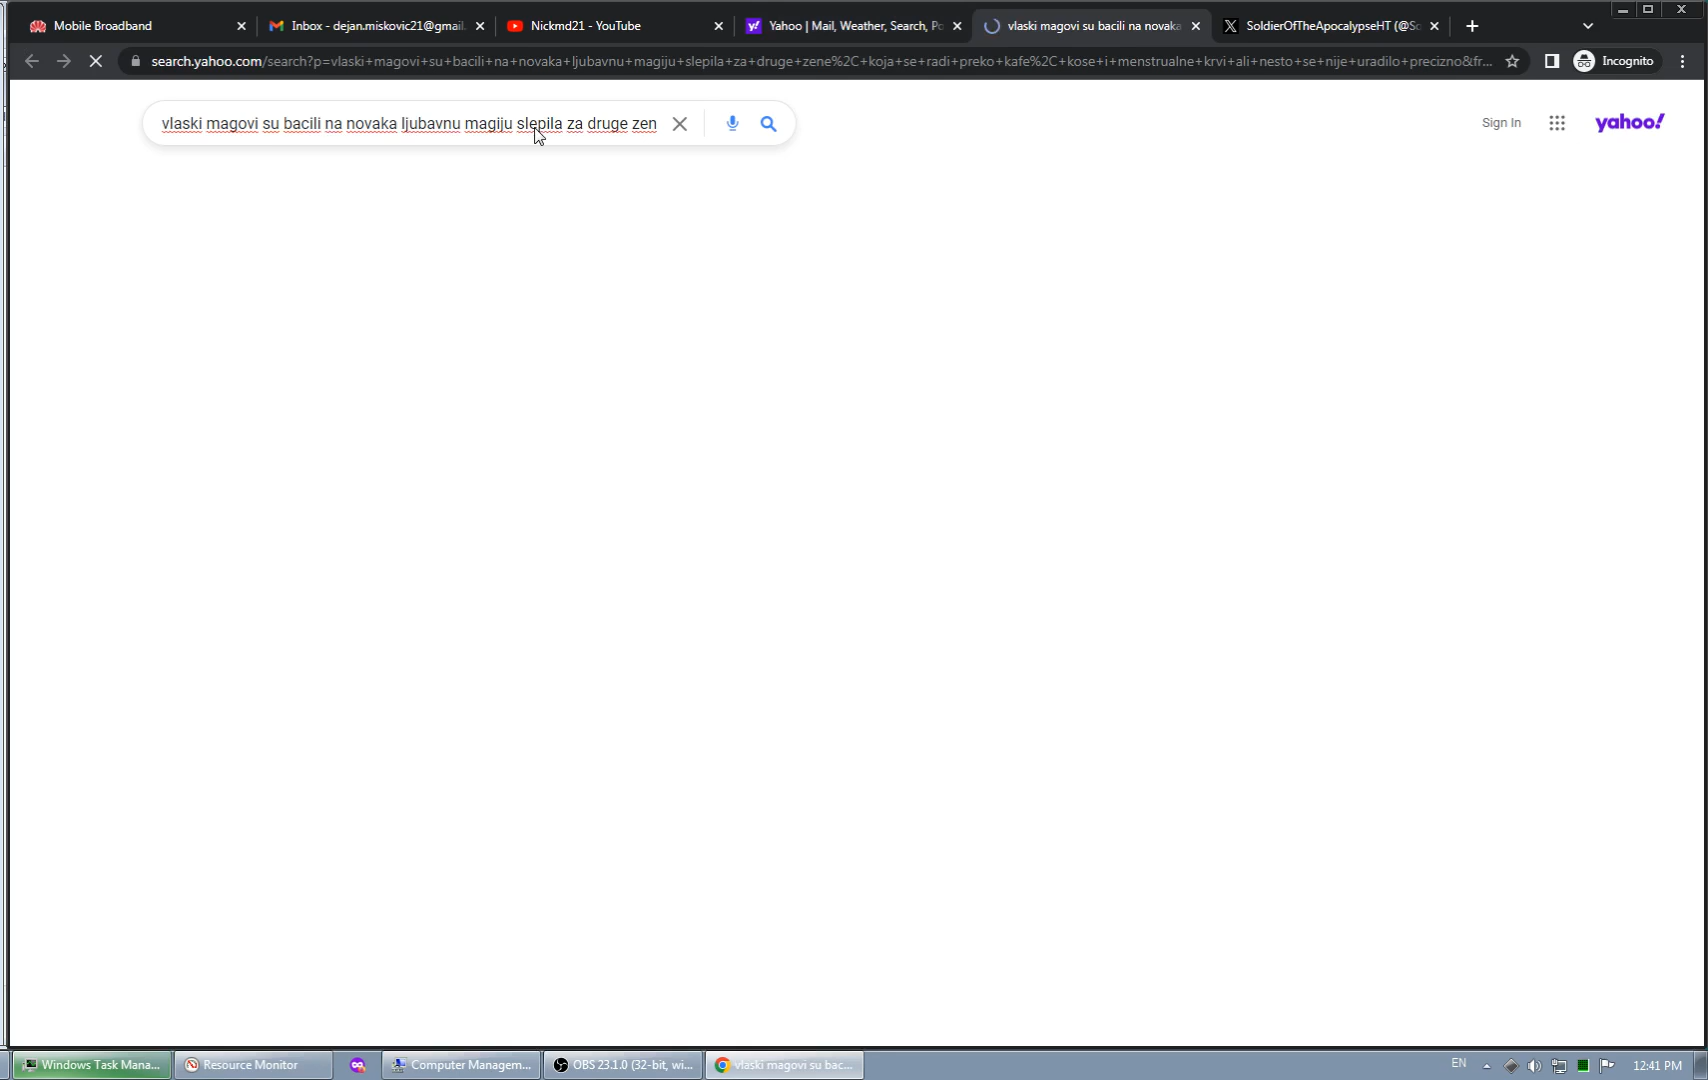 Mobile Broadband
Inbox - dejan.miskovic21@gmail.
Nickmd21 - YouTube
Yahoo | Mail, Weather, Search, Po
vlaski magovi su bacili na novaka
SoldierOfTheApocalypseHT (@So
search.yahoo.com/search?p=vlaski+magovi+su+bacili+na+novaka+ljubavnu+magiju+slepila+za+druge+zene%2C+koja+se+radi+preko+kafe%2C+kose+i+menstrualne+krvi+ali+nesto+se+nije+uradilo+precizno&fr...
Incognito
vlaski magovi su bacili na novaka ljubavnu magiju slepila za druge zen
Sign In
yahoo!
Windows Task Mana...
Resource Monitor
Computer Managem...
OBS 23.1.0 (32-bit, wi...
vlaski magovi su bac...
EN
12:41 PM